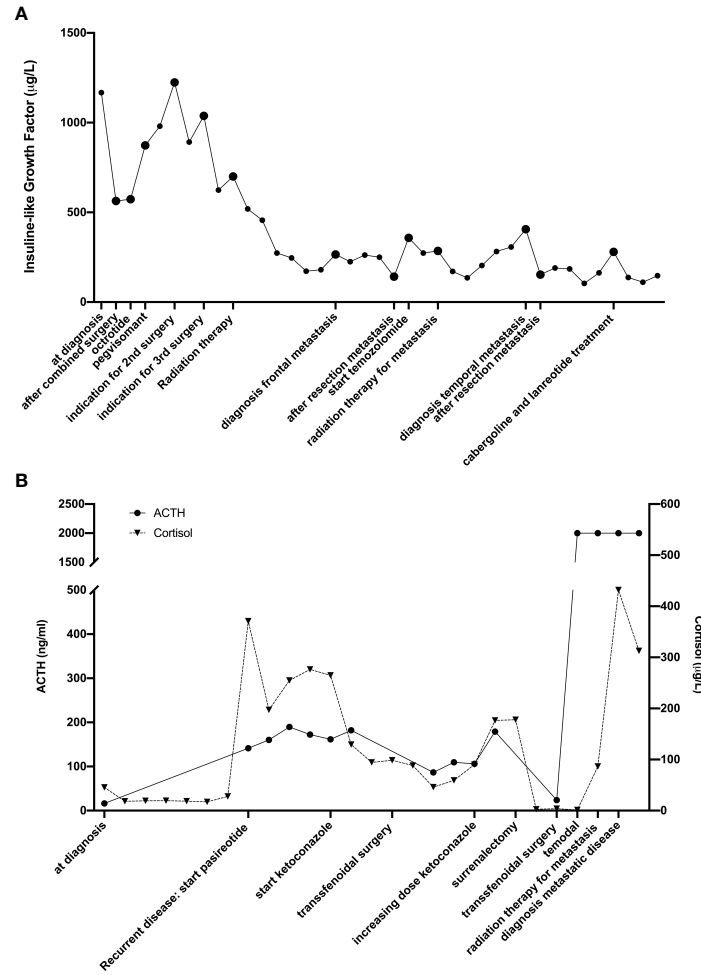 A
Insuline-like Growth Factor (µg/L)
1500
1000
500
0
at diagnosis
after combined surgery
octrotide
pegvisomant
indication for 2nd surgery
indication for 3rd surgery
Radiation therapy
diagnosis frontal metastasis
after resection metastasis
start temozolomide
radiation therapy for metastasis
diagnosis temporal metastasis
after resection metastasis
cabergoline and lanreotide treatment
B
ACTH
Cortisol
ACTH (ng/ml)
2500
2000
1500
500
400
300
200
100
0
Cortisol (µg/L)
600
500
400
300
200
100
0
at diagnosis
Recurrent disease: start pasireotide
start ketoconazole
transsfenoidal surgery
increasing dose ketoconazole
surrenalectomy
transsfenoidal surgery
temodal
radiation therapy for metastasis
diagnosis metastatic disease